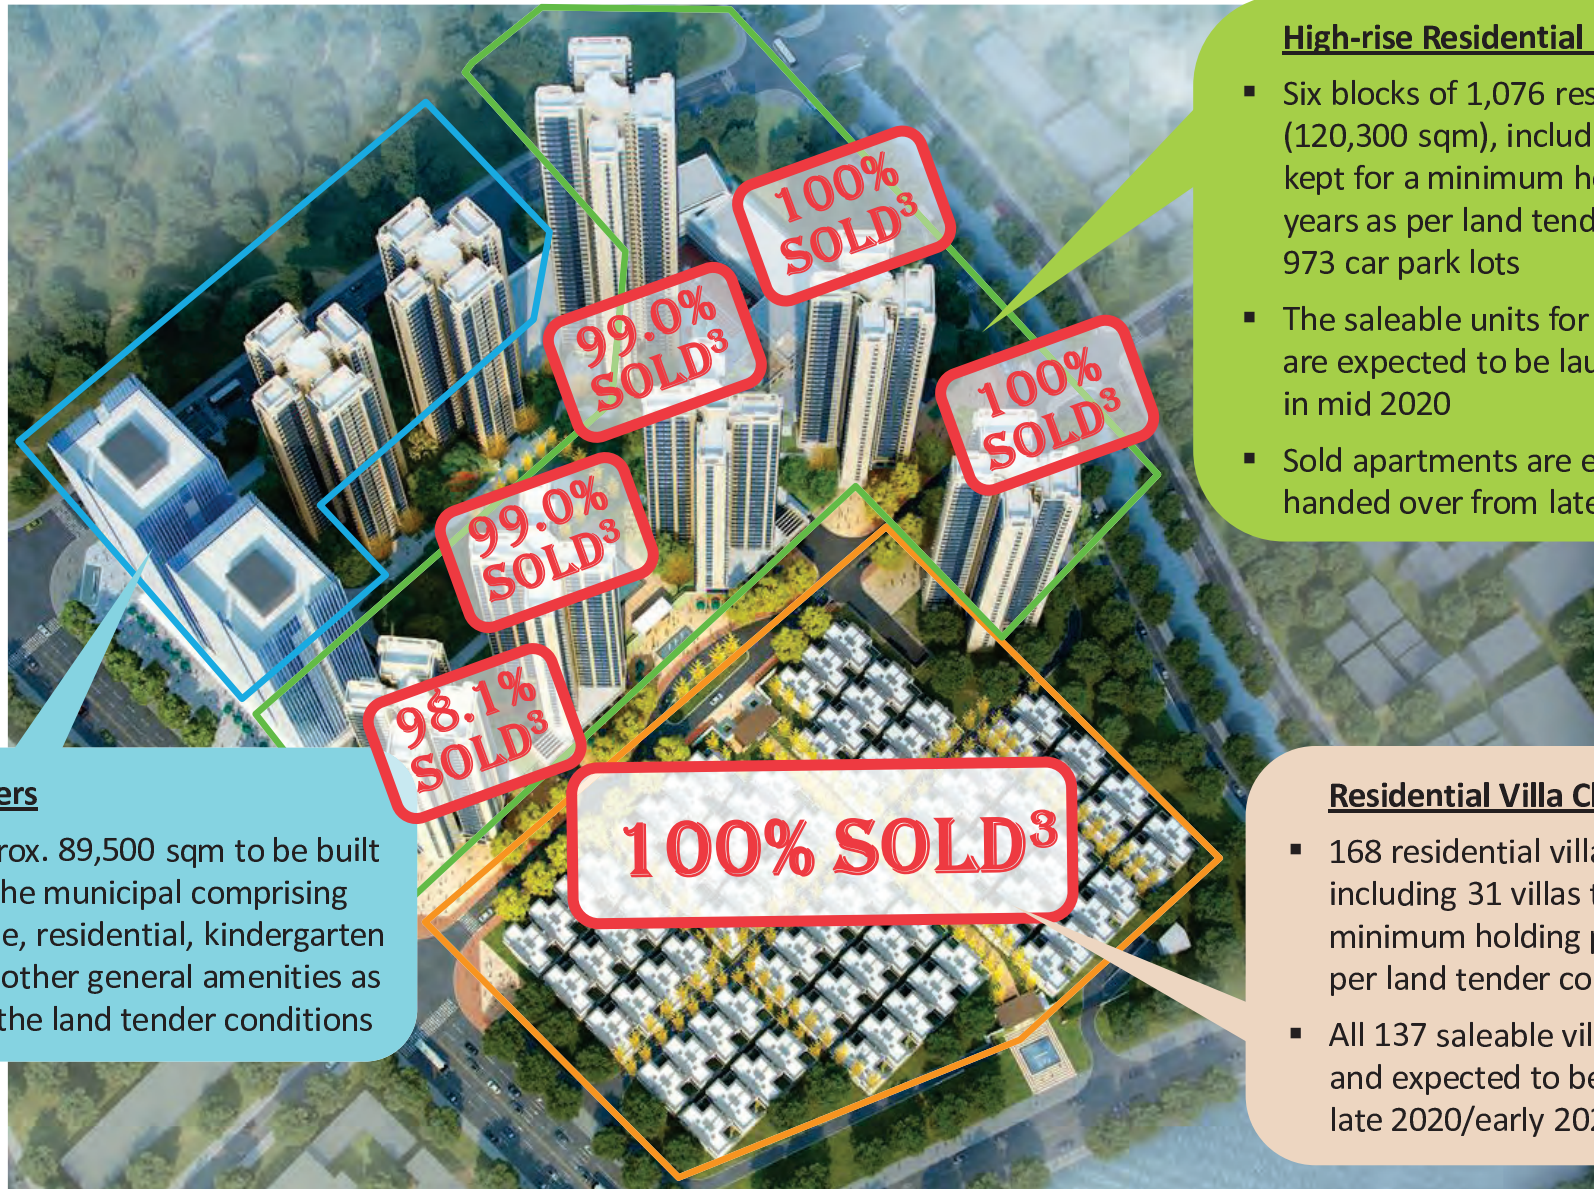 High-rise Residential
▪ Six blocks of 1,076 res
(120,300 sqm), includ
kept for a minimum h
years as per land tend
973 car park lots
▪ The saleable units for
are expected to be lau
in mid 2020
▪ Sold apartments are e
handed over from late
100%
SOLD³
99.0%
SOLD³
100%
SOLD³
99.0%
SOLD³
98.1%
SOLD³
100% SOLD³
ers
rox. 89,500 sqm to be built
he municipal comprising
e, residential, kindergarten
other general amenities as
the land tender conditions
Residential Villa Cl
▪ 168 residential villa
including 31 villas t
minimum holding p
per land tender co
▪ All 137 saleable vil
and expected to be
late 2020/early 202